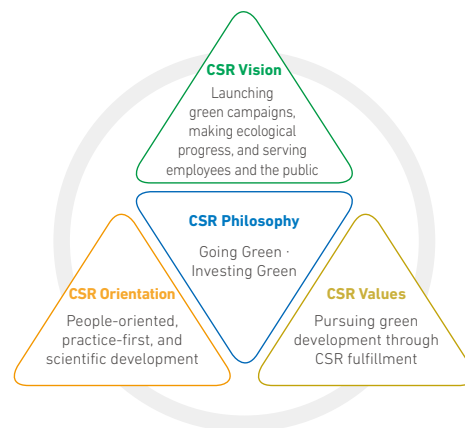 CSR Vision
Launching
green campaigns,
making ecological
progress, and serving
employees and the public
CSR Philosophy
Going Green ·
Investing Green
CSR Orientation
People-oriented,
practice-first, and
scientific development
CSR Values
Pursuing green
development through
CSR fulfillment